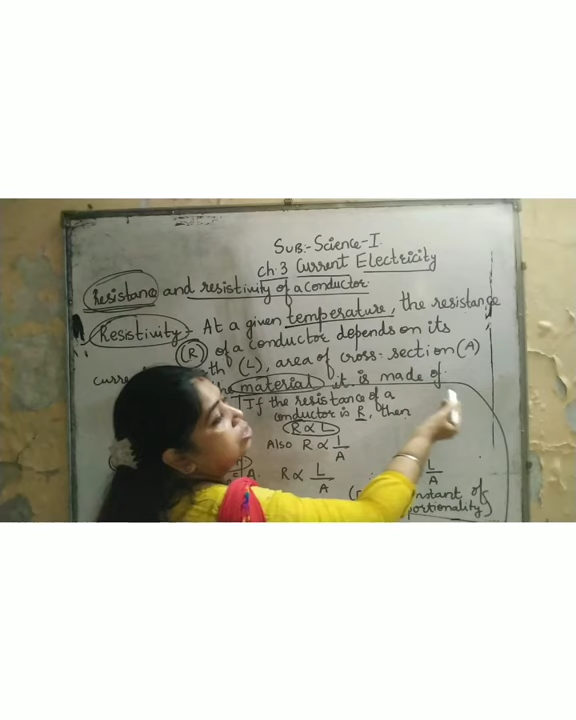 Sub:- Science-I.
ch.3 Current Electricity
Resistance and resistivity of a conductor.
Resistivity:- At a given temperature, the resistance
(R) of a conductor depends on its
(L), area of cross-section (A)
material it is made of.
If the resistance of a
conductor is R, then
R ∝ L
Also R ∝ 1/A
R ∝ L/A
L/A
of